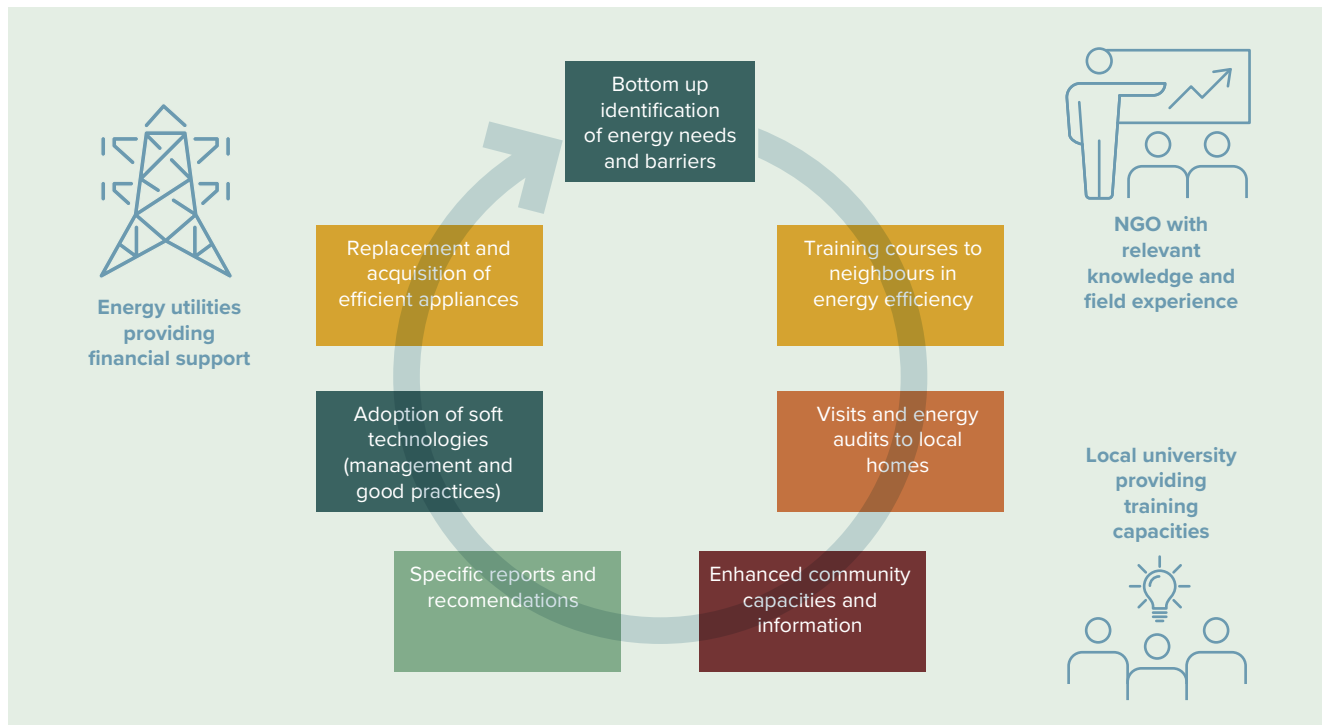 Bottom up
identification
of energy needs
and barriers
Training courses to
neighbours in
energy efficiency
Visits and energy
audits to local
homes
Enhanced community
capacities and
information
Specific reports and
recomendations
Adoption of soft
technologies
(management and
good practices)
Replacement and
acquisition of
efficient appliances
Energy utilities
providing
financial support
NGO with
relevant
knowledge and
field experience
Local university
providing
training
capacities